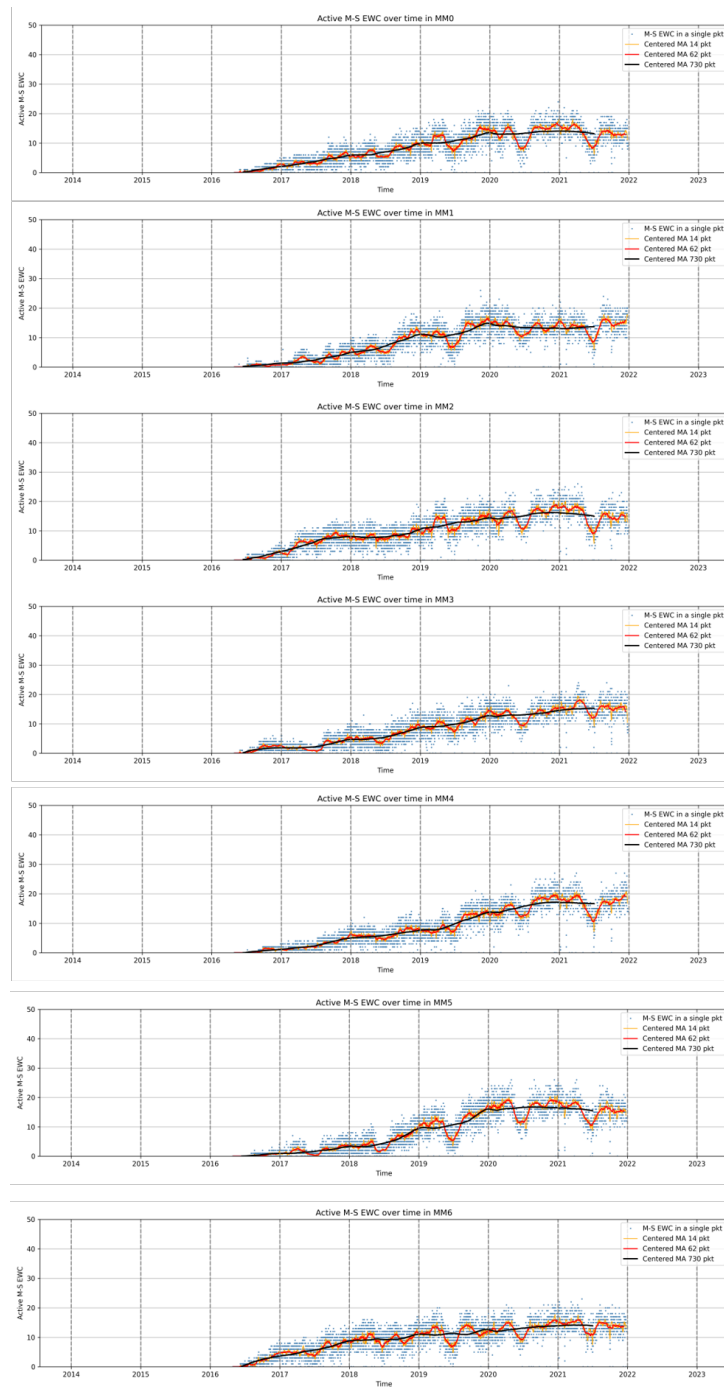 Active M-S EWC over time in MM0
50
40
30
20
10
0
Active M-S EWC
M-S EWC in a single pkt
Centered MA 14 pkt
Centered MA 62 pkt
Centered MA 730 pkt
2014 2015 2016 2017 2018 2019 2020 2021 2022 2023
Time
Active M-S EWC over time in MM1
50
40
30
20
10
0
Active M-S EWC
M-S EWC in a single pkt
Centered MA 14 pkt
Centered MA 62 pkt
Centered MA 730 pkt
2014 2015 2016 2017 2018 2019 2020 2021 2022 2023
Time
Active M-S EWC over time in MM2
50
40
30
20
10
0
Active M-S EWC
M-S EWC in a single pkt
Centered MA 14 pkt
Centered MA 62 pkt
Centered MA 730 pkt
2014 2015 2016 2017 2018 2019 2020 2021 2022 2023
Time
Active M-S EWC over time in MM3
50
40
30
20
10
0
Active M-S EWC
M-S EWC in a single pkt
Centered MA 14 pkt
Centered MA 62 pkt
Centered MA 730 pkt
2014 2015 2016 2017 2018 2019 2020 2021 2022 2023
Time
Active M-S EWC over time in MM4
50
40
30
20
10
0
Active M-S EWC
M-S EWC in a single pkt
Centered MA 14 pkt
Centered MA 62 pkt
Centered MA 730 pkt
2014 2015 2016 2017 2018 2019 2020 2021 2022 2023
Time
Active M-S EWC over time in MM5
50
40
30
20
10
0
Active M-S EWC
M-S EWC in a single pkt
Centered MA 14 pkt
Centered MA 62 pkt
Centered MA 730 pkt
2014 2015 2016 2017 2018 2019 2020 2021 2022 2023
Time
Active M-S EWC over time in MM6
50
40
30
20
10
0
Active M-S EWC
M-S EWC in a single pkt
Centered MA 14 pkt
Centered MA 62 pkt
Centered MA 730 pkt
2014 2015 2016 2017 2018 2019 2020 2021 2022 2023
Time